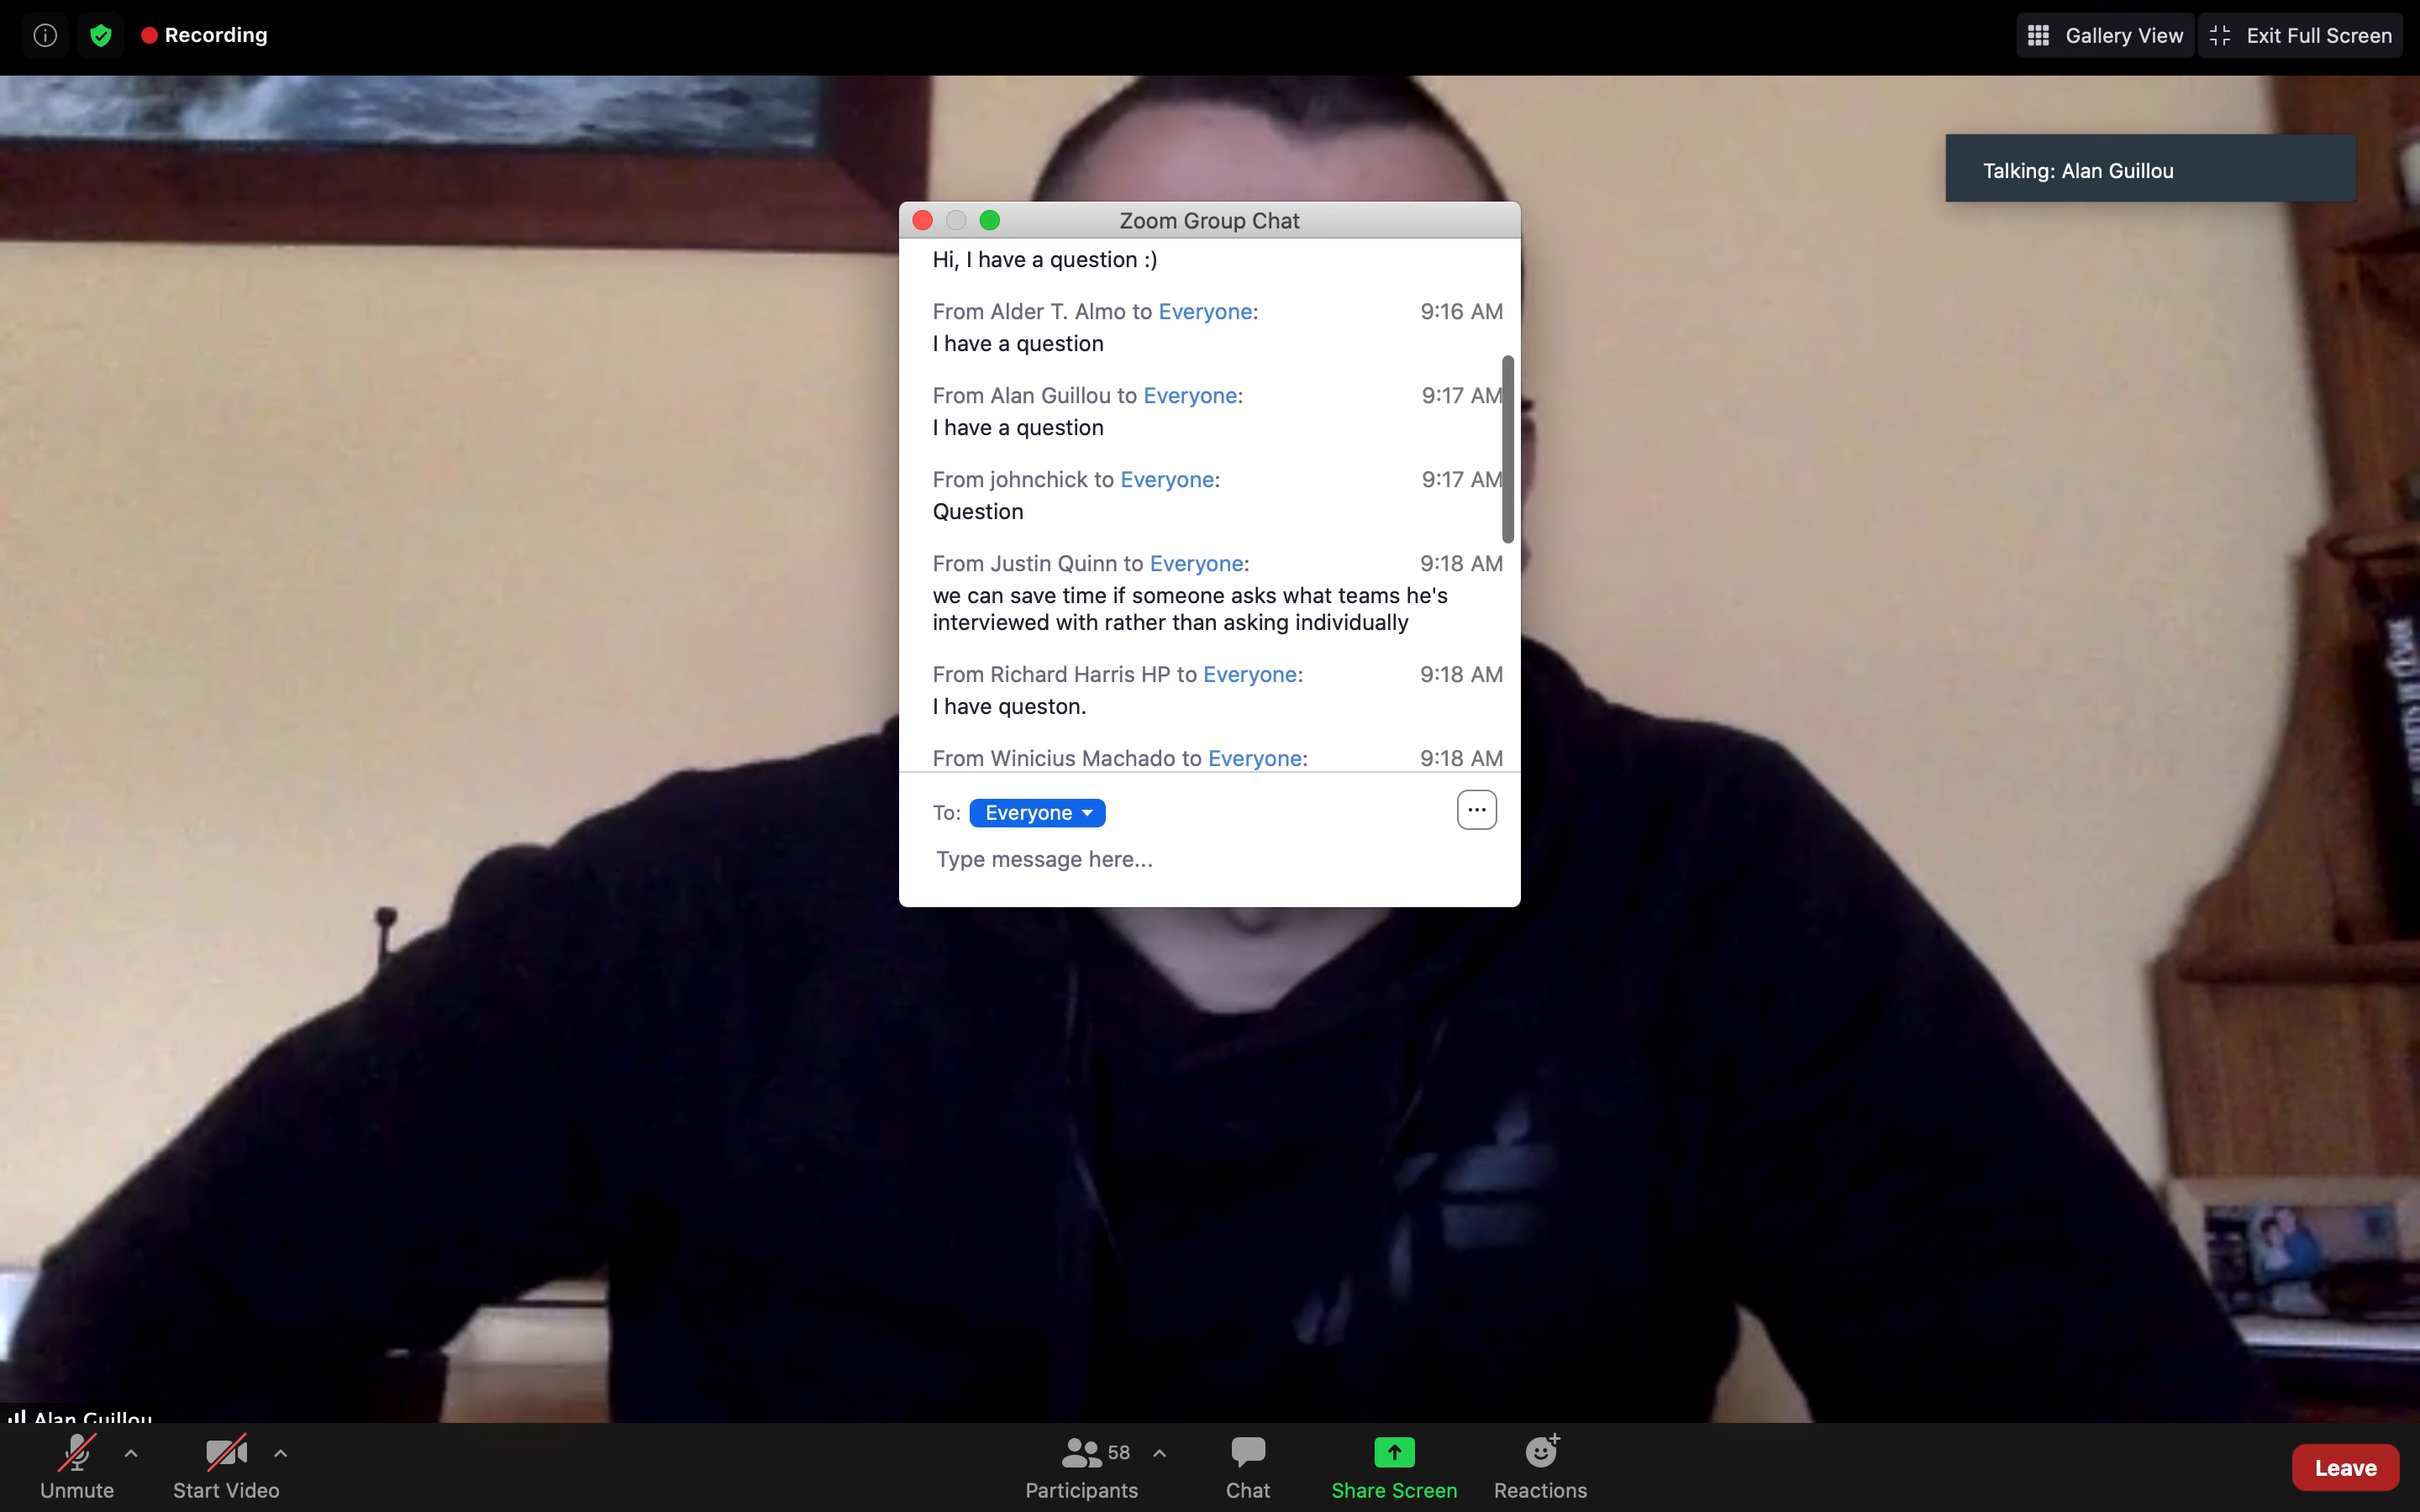 Recording
Gallery View
Exit Full Screen
Talking: Alan Guillou
Zoom Group Chat
Hi, I have a question :)
From Alder T. Almo to Everyone: 9:16 AM
I have a question
From Alan Guillou to Everyone: 9:17 AM
I have a question
From johnchick to Everyone: 9:17 AM
Question
From Justin Quinn to Everyone: 9:18 AM
we can save time if someone asks what teams he's
interviewed with rather than asking individually
From Richard Harris HP to Everyone: 9:18 AM
I have queston.
From Winicius Machado to Everyone: 9:18 AM
To: Everyone
Type message here...
Alan Guillou
Unmute
Start Video
58
Participants
Chat
Share Screen
Reactions
Leave